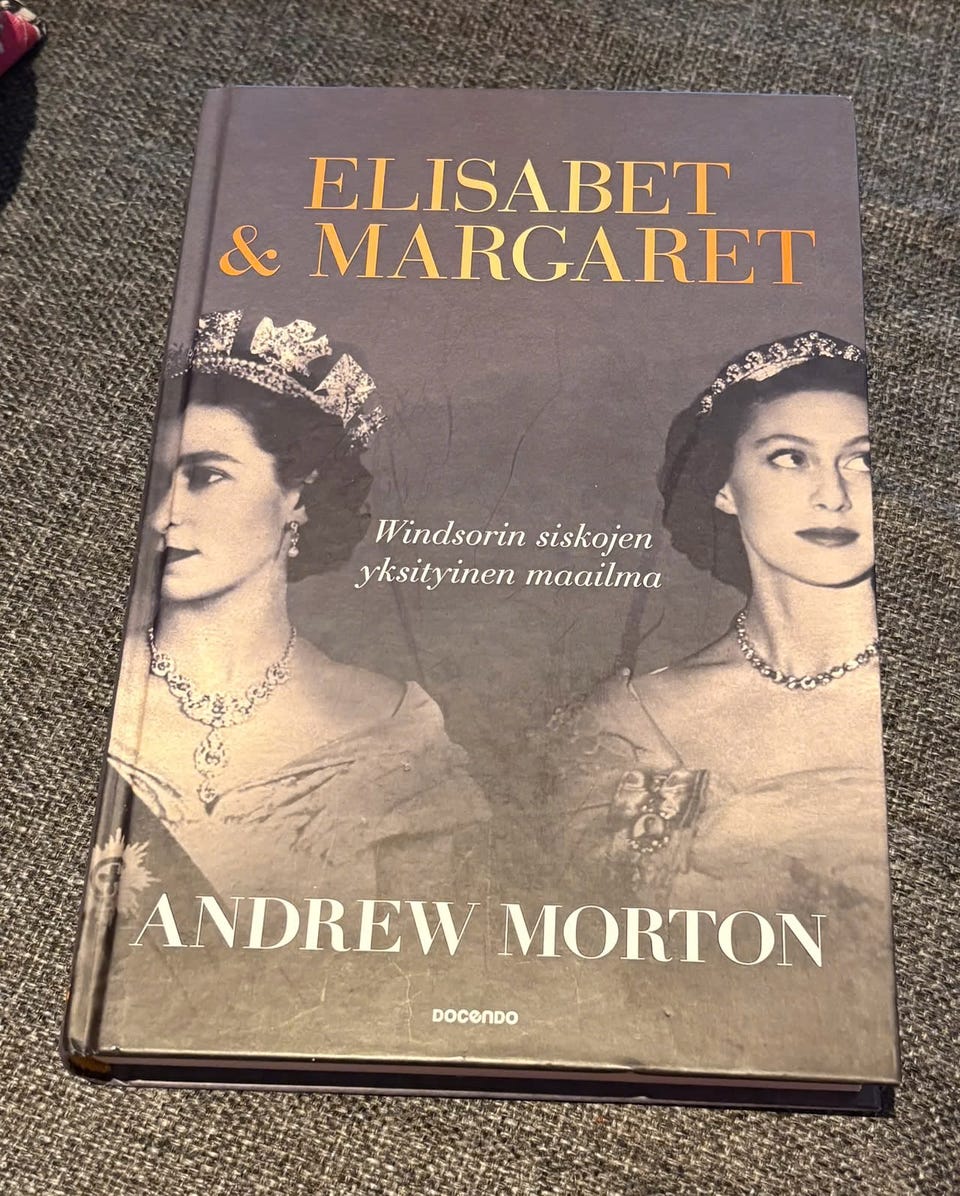 ELISABET
& MARGARET
Windsorin siskojen
yksityinen maailma
ANDREW MORTON
DOCENDO